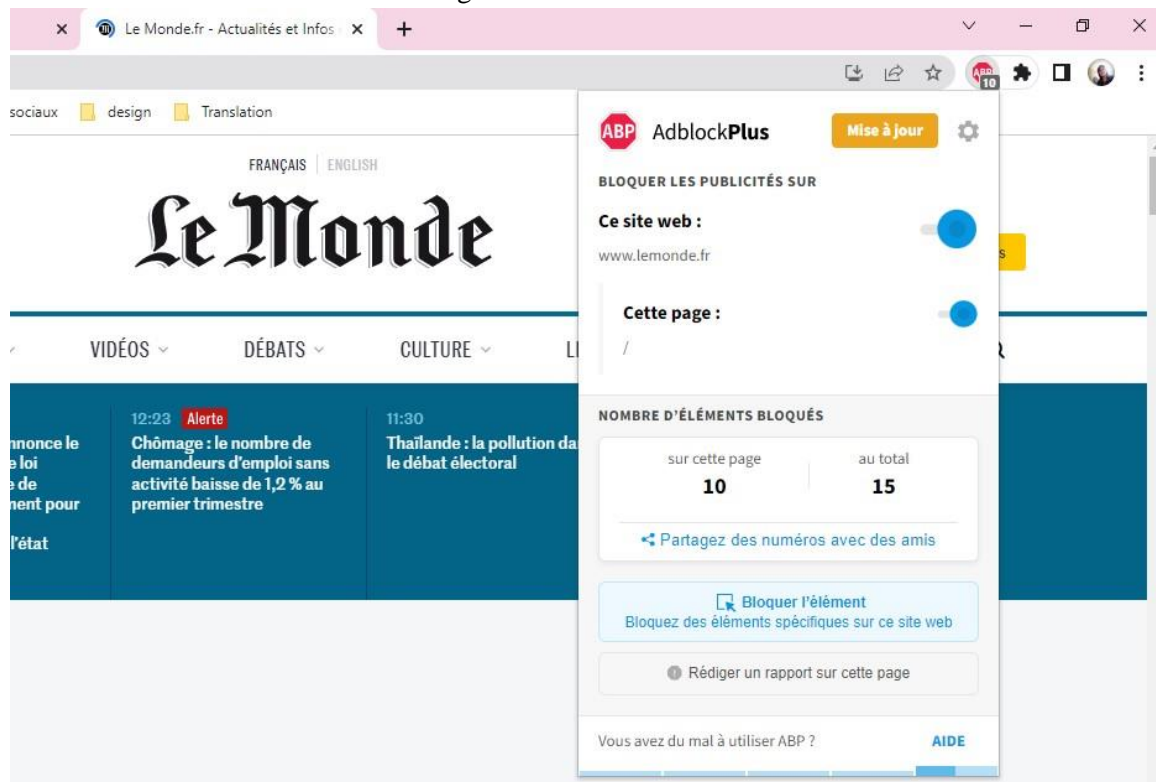 Le Monde.fr - Actualités et Infos
sociaux design Translation
FRANÇAIS ENGLISH
Le Monde
VIDÉOS DÉBATS CULTURE
nnonce le
e loi
e de
ment pour
l'état
12:23 Alerte
Chômage : le nombre de
demandeurs d'emploi sans
activité baisse de 1,2 % au
premier trimestre
11:30
Thaïlande : la pollution da
le débat électoral
ABP
10
ABP AdblockPlus Mise à jour
BLOQUER LES PUBLICITÉS SUR
Ce site web :
www.lemonde.fr
s
Cette page :
/
NOMBRE D'ÉLÉMENTS BLOQUÉS
sur cette page au total
10 15
Partagez des numéros avec des amis
Bloquer l'élément
Bloquez des éléments spécifiques sur ce site web
Rédiger un rapport sur cette page
Vous avez du mal à utiliser ABP ? AIDE